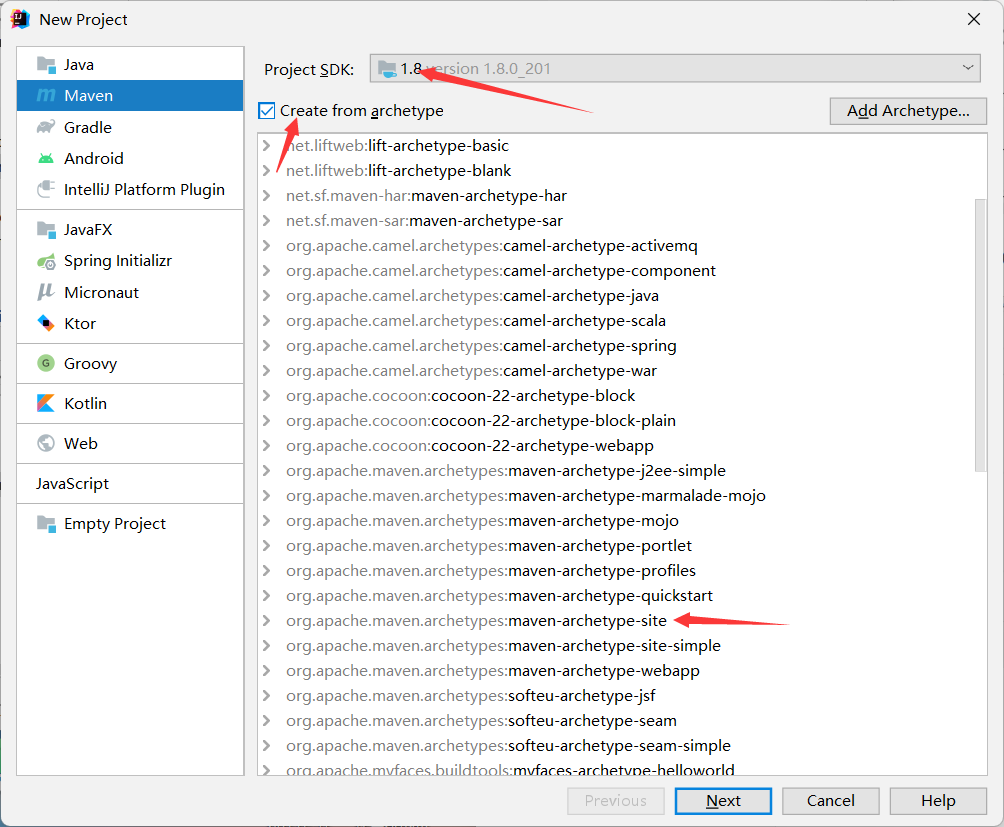 New Project
Java
Maven
Gradle
Android
IntelliJ Platform Plugin
JavaFX
Spring Initializr
Micronaut
Ktor
Groovy
Kotlin
Web
JavaScript
Empty Project
Project SDK: 1.8 version 1.8.0_201
Create from archetype
Add Archetype...
net.liftweb:lift-archetype-basic
net.liftweb:lift-archetype-blank
net.sf.maven-har:maven-archetype-har
net.sf.maven-sar:maven-archetype-sar
org.apache.camel.archetypes:camel-archetype-activemq
org.apache.camel.archetypes:camel-archetype-component
org.apache.camel.archetypes:camel-archetype-java
org.apache.camel.archetypes:camel-archetype-scala
org.apache.camel.archetypes:camel-archetype-spring
org.apache.camel.archetypes:camel-archetype-war
org.apache.cocoon:cocoon-22-archetype-block
org.apache.cocoon:cocoon-22-archetype-block-plain
org.apache.cocoon:cocoon-22-archetype-webapp
org.apache.maven.archetypes:maven-archetype-j2ee-simple
org.apache.maven.archetypes:maven-archetype-marmalade-mojo
org.apache.maven.archetypes:maven-archetype-mojo
org.apache.maven.archetypes:maven-archetype-portlet
org.apache.maven.archetypes:maven-archetype-profiles
org.apache.maven.archetypes:maven-archetype-quickstart
org.apache.maven.archetypes:maven-archetype-site
org.apache.maven.archetypes:maven-archetype-site-simple
org.apache.maven.archetypes:maven-archetype-webapp
org.apache.maven.archetypes:softeu-archetype-jsf
org.apache.maven.archetypes:softeu-archetype-seam
org.apache.maven.archetypes:softeu-archetype-seam-simple
org.apache.myfaces.buildtools:myfaces-archetype-helloworld
Previous
Next
Cancel
Help